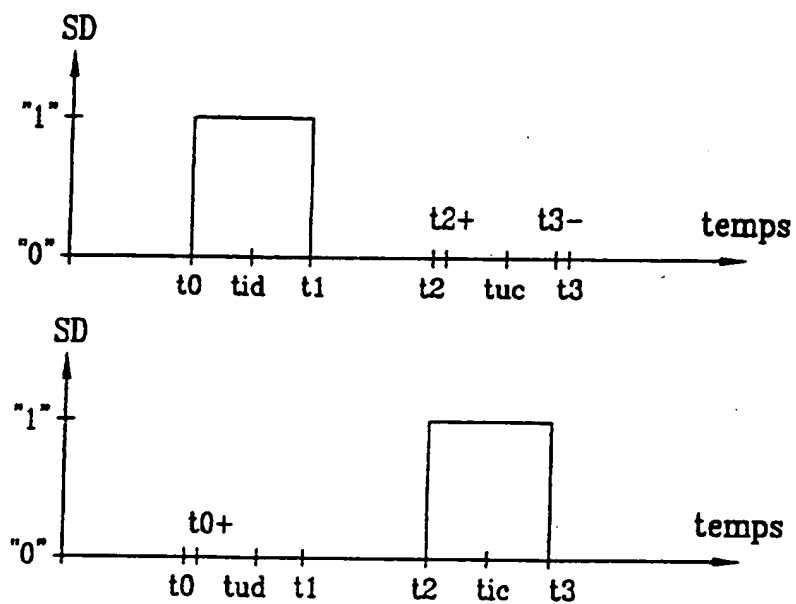 SD
"1"
t2+ t3-
temps
"0"
t0 tid t1 t2 tuc t3
SD
"1"
t0+
temps
"0"
t0 tud t1 t2 tic t3